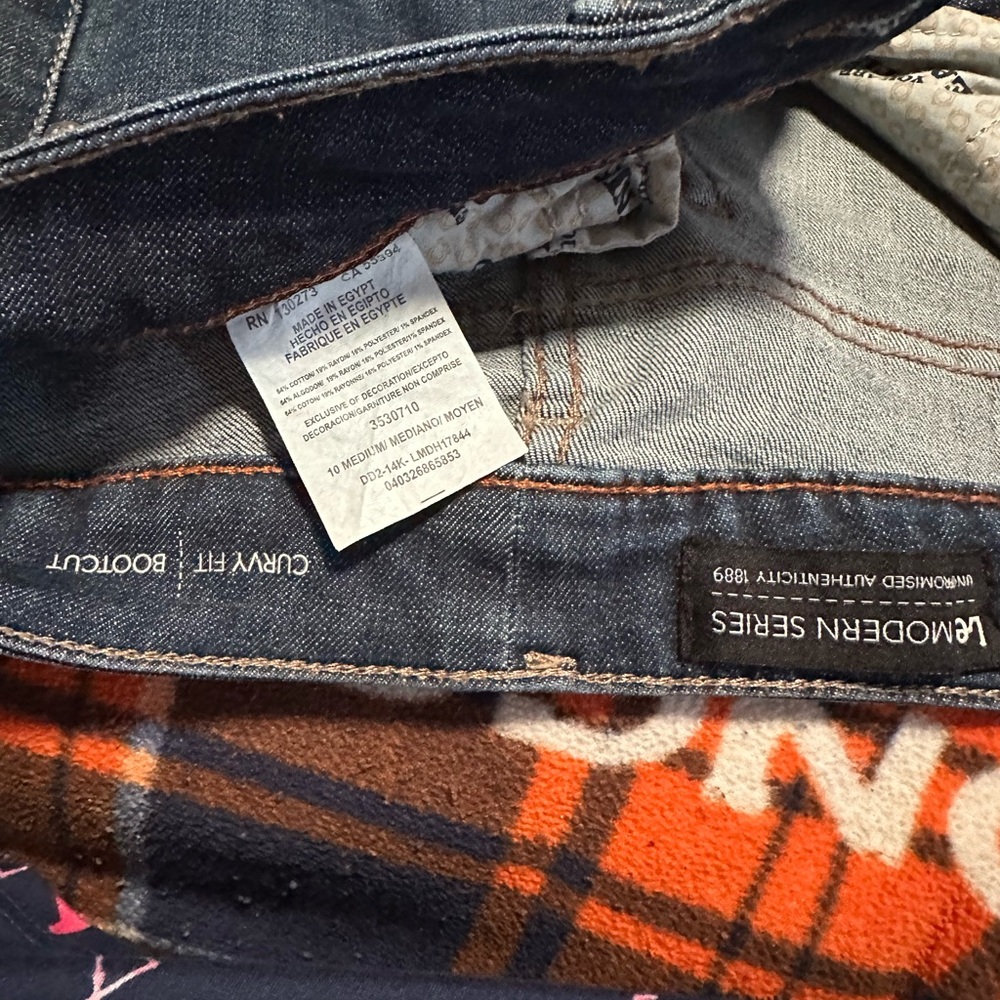 RN 130273 CA 53394
MADE IN EGYPT
HECHO EN EGIPTO
FABRIQUE EN EGYPTE
64% COTTON/ 19% RAYON/ 16% POLYESTER/ 1% SPANDEX
64% ALGODON/ 19% RAYON/ 16% POLIESTER/1% SPANDEX
64% COTON/ 19% RAYONNE/ 16% POLYESTER/ 1% SPANDEX
EXCLUSIVE OF DECORATION/EXCEPTO
DECORACION/GARNITURE NON COMPRISE
3530710
10 MEDIUM/ MEDIANO/ MOYEN
DD2-14K- LMDH17844
040326865853
CURVY FIT BOOTCUT
Le MODERN SERIES
AUTHENTICITY 1889